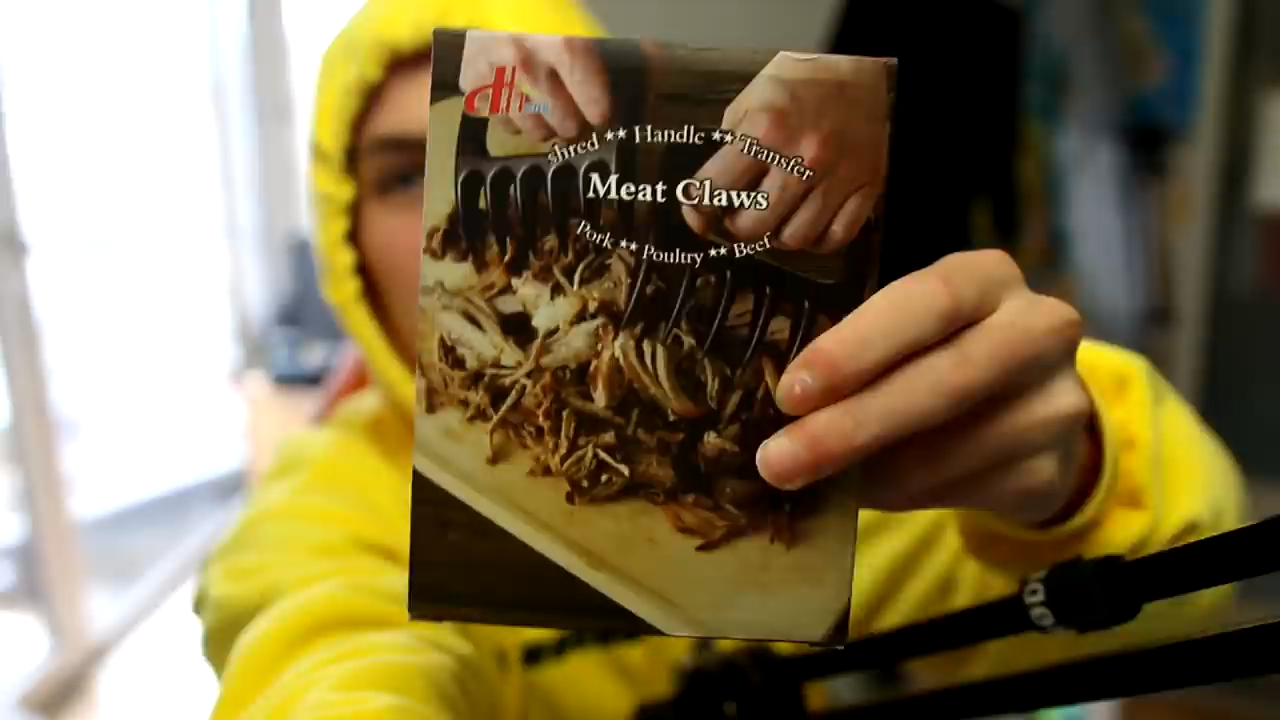 shred ** Handle ** Transfer
Meat Claws
Pork ** Poultry ** Beef